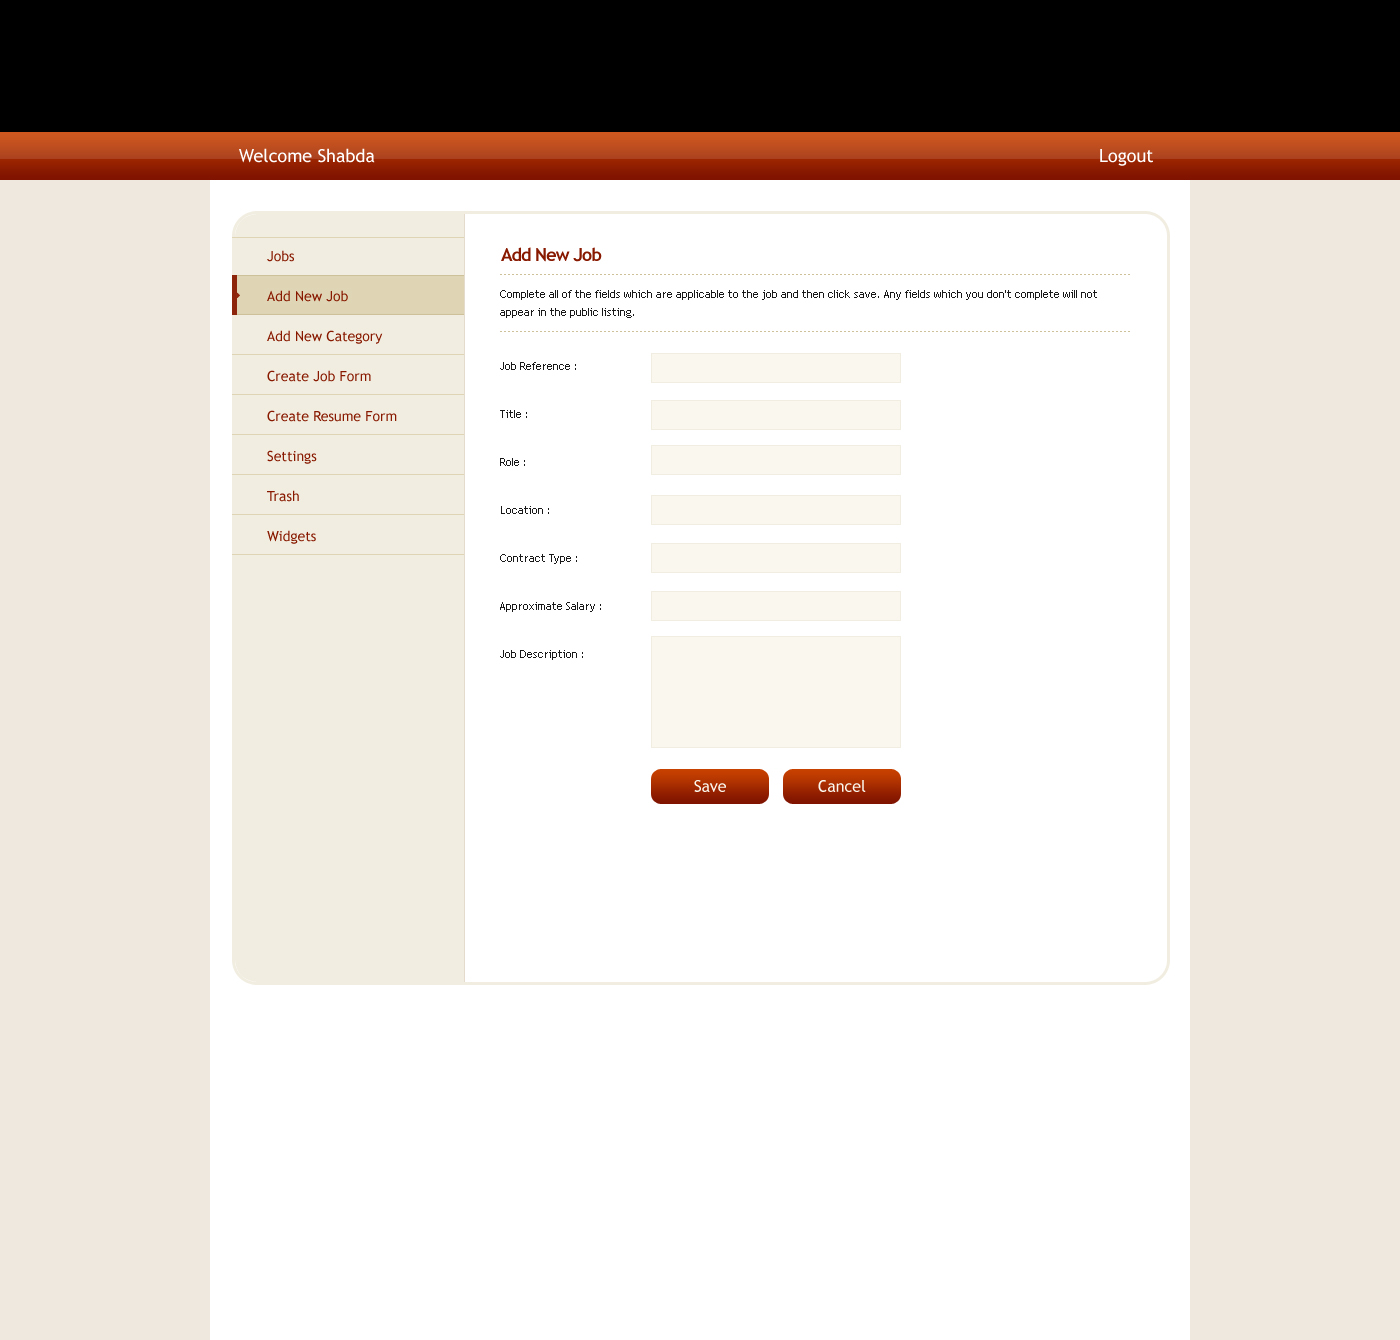 Welcome Shabda
Logout
Jobs
Add New Job
Add New Category
Create Job Form
Create Resume Form
Settings
Trash
Widgets
Add New Job
Complete all of the fields which are applicable to the job and then click save. Any fields which you don't complete will not
appear in the public listing.
Job Reference :
Title :
Role :
Location :
Contract Type :
Approximate Salary :
Job Description :
Save
Cancel